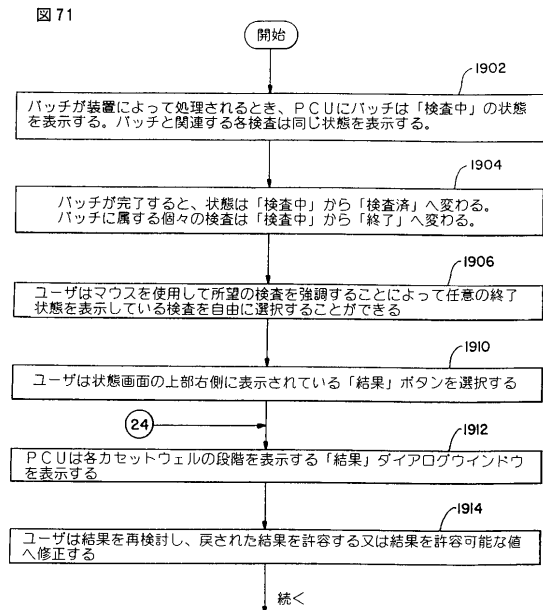 図 71
開始
1902
バッチが装置によって処理されるとき、PCUにバッチは「検査中」の状態
を表示する。バッチと関連する各検査は同じ状態を表示する。
1904
バッチが完了すると、状態は「検査中」から「検査済」へ変わる。
バッチに属する個々の検査は「検査中」から「終了」へ変わる。
1906
ユーザはマウスを使用して所望の検査を強調することによって任意の終了
状態を表示している検査を自由に選択することができる
1910
ユーザは状態画面の上部右側に表示されている「結果」ボタンを選択する
24
1912
PCUは各カセットウェルの段階を表示する「結果」ダイアログウインドウ
を表示する
1914
ユーザは結果を再検討し、戻された結果を許容する又は結果を許容可能な値
へ修正する
続く